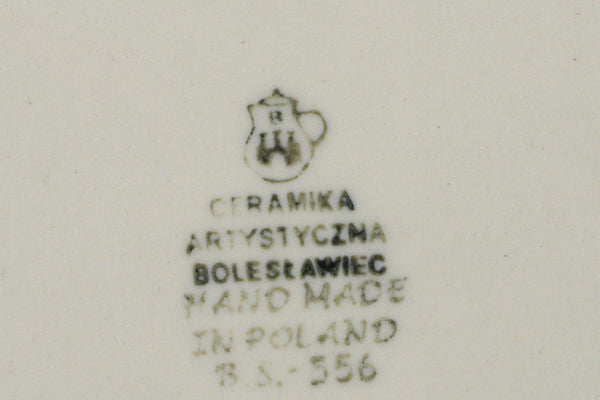 B
CERAMIKA
ARTYSTYCZNA
BOLESŁAWIEC
HAND MADE
IN POLAND
B.S.-556